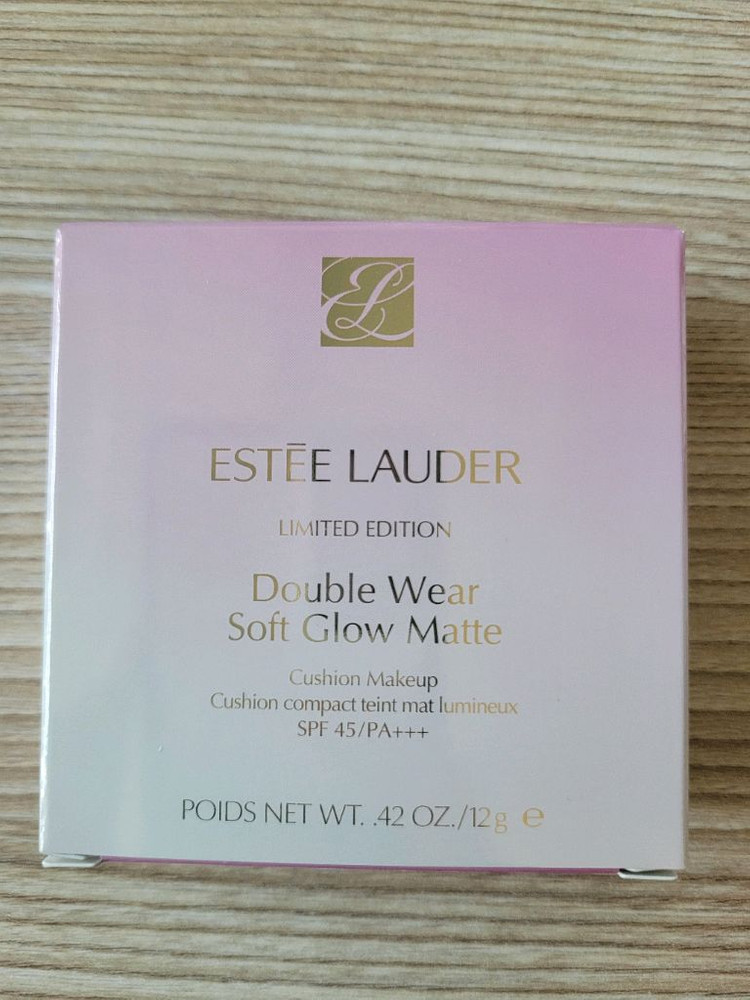 EL
ESTĒE LAUDER
LIMITED EDITION
Double Wear
Soft Glow Matte
Cushion Makeup
Cushion compact teint mat lumineux
SPF 45/PA+++
POIDS NET WT. .42 OZ./12g ℮